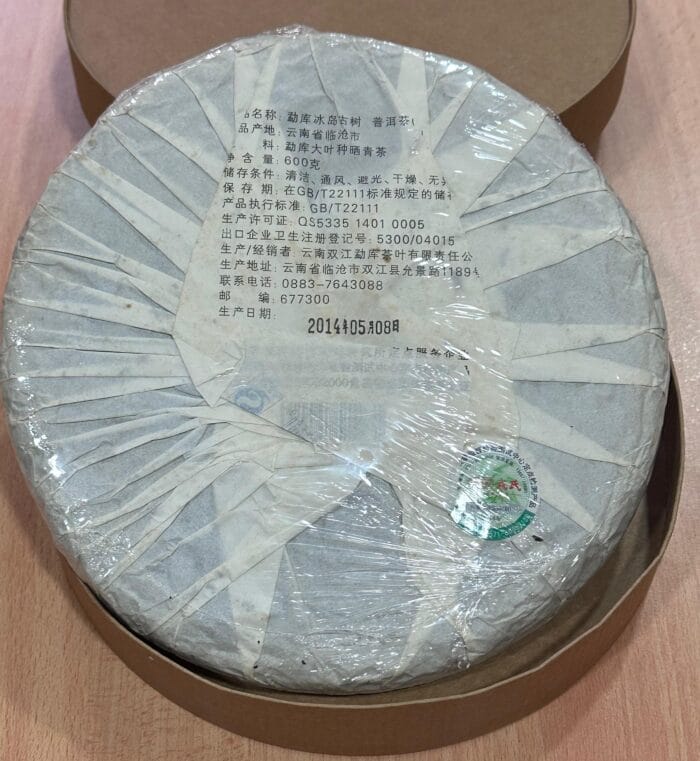 名称: 勐库冰岛古树 普洱茶(
品产地: 云南省临沧市
料: 勐库大叶种晒青茶
净 含 量: 600克
储存条件: 清洁、通风、避光、干燥、无
保 存 期: 在GB/T22111标准规定的储
产品执行标准: GB/T22111
生产许可证: QS5335 1401 0005
出口企业卫生注册登记号: 5300/04015
生产/经销者: 云南双江勐库茶叶有限责任公
生产地址: 云南省临沧市双江县允景路1189
联系电话: 0883-7643088
邮 编: 677300
生产日期:
2014年05月08日